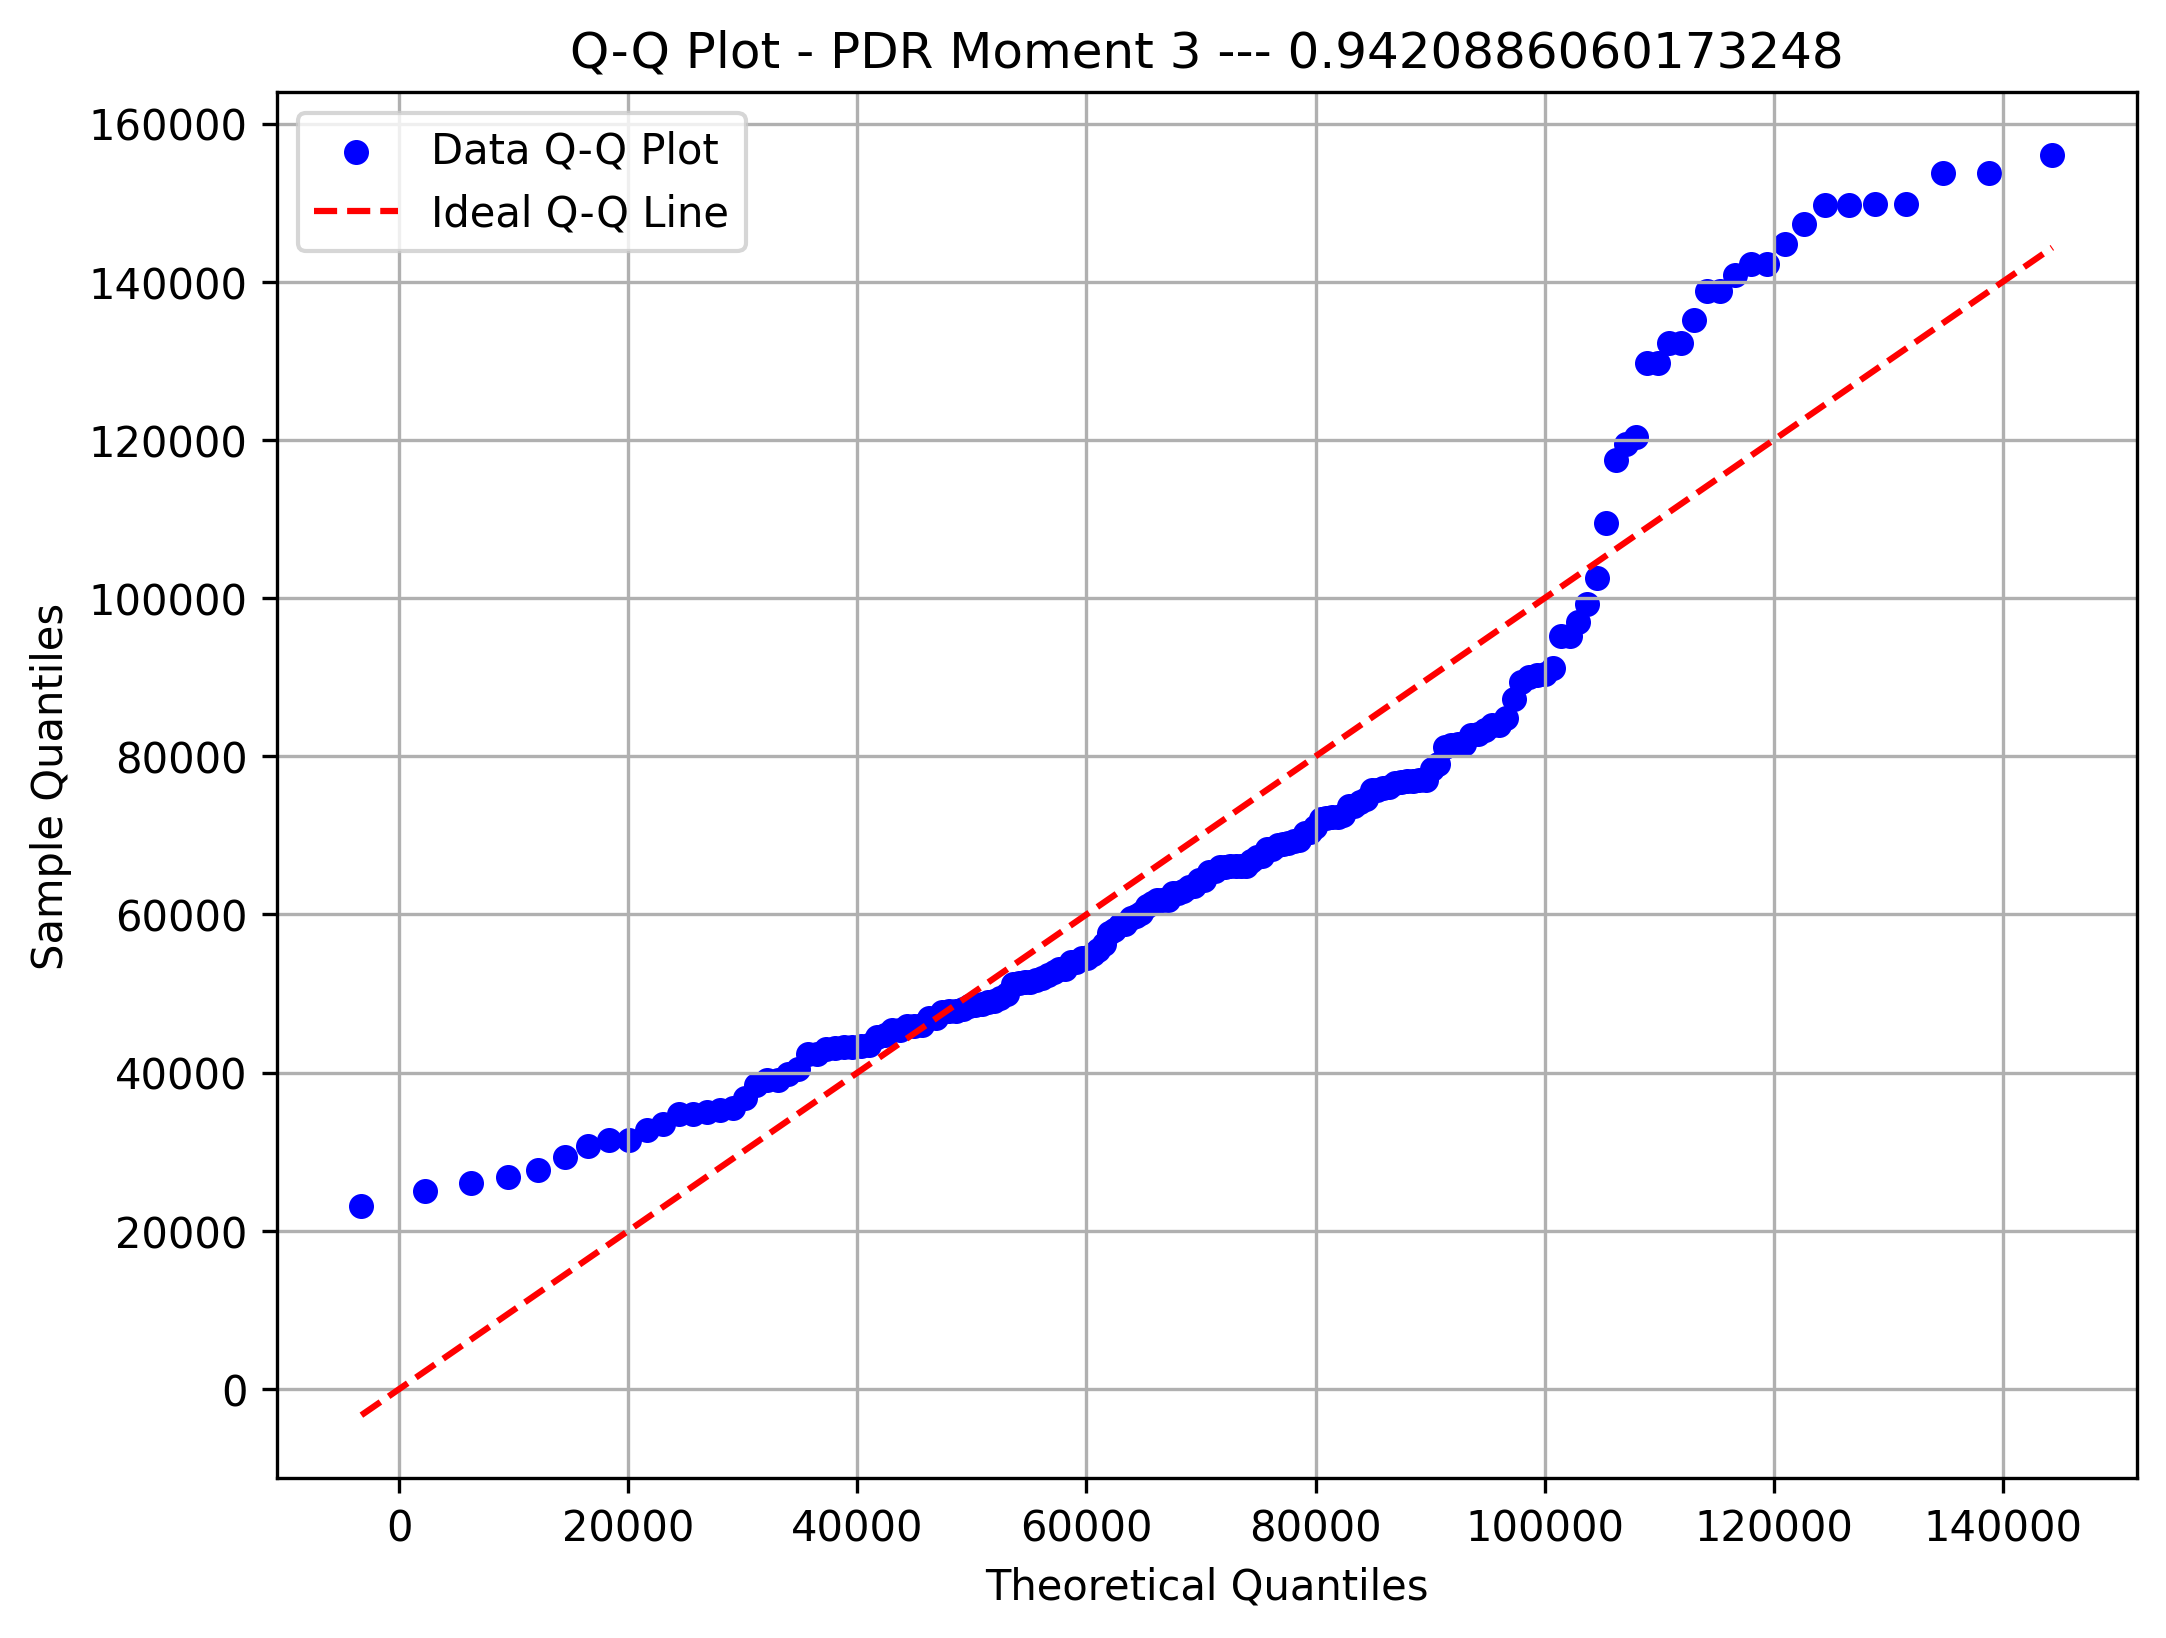 Q-Q Plot - PDR Moment 3 --- 0.9420886060173248
Data Q-Q Plot
Ideal Q-Q Line
160000
140000
120000
100000
80000
60000
40000
20000
0
Sample Quantiles
0 20000 40000 60000 80000 100000 120000 140000
Theoretical Quantiles